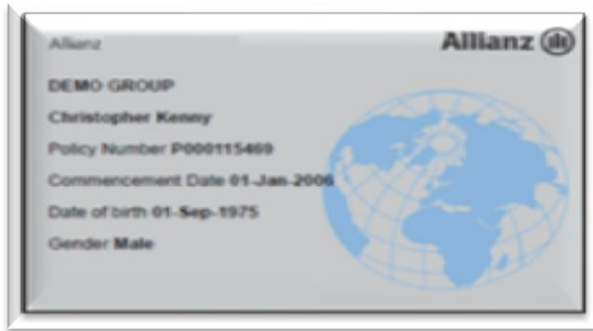 Allianz
Allianz
DEMO GROUP
Christopher Kenny
Policy Number P000115469
Commencement Date 01-Jan-2006
Date of birth 01-Sep-1975
Gender Male